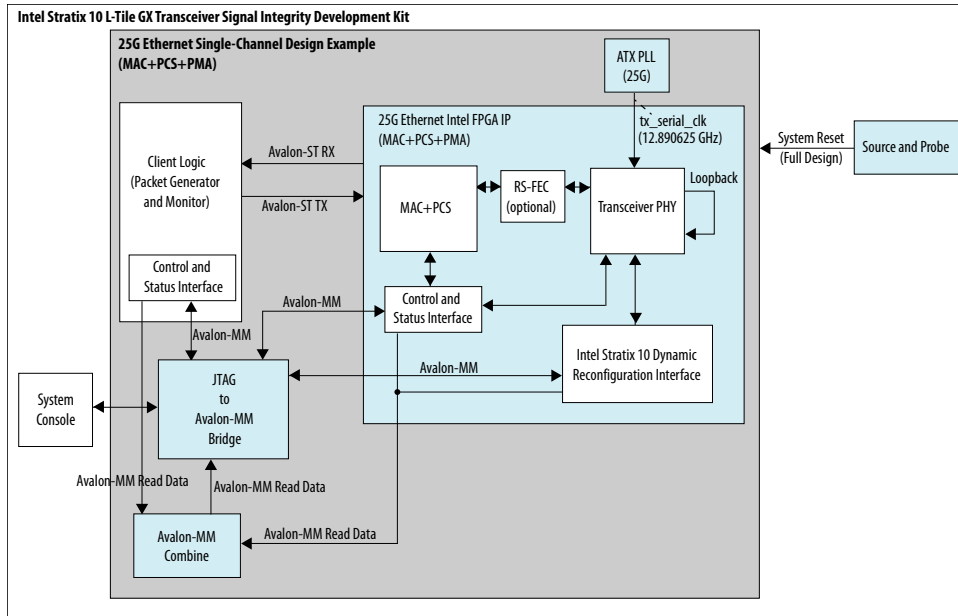 Intel Stratix 10 L-Tile GX Transceiver Signal Integrity Development Kit
25G Ethernet Single-Channel Design Example
(MAC+PCS+PMA)
ATX PLL
(25G)
25G Ethernet Intel FPGA IP
(MAC+PCS+PMA)
tx_serial_clk
(12.890625 GHz)
System Reset
(Full Design)
Source and Probe
Client Logic
(Packet Generator
and Monitor)
Avalon-ST RX
Avalon-ST TX
MAC+PCS
RS-FEC
(optional)
Transceiver PHY
Loopback
Control and
Status Interface
Avalon-MM
Avalon-MM
Control and
Status Interface
Intel Stratix 10 Dynamic
Reconfiguration Interface
Avalon-MM
JTAG
to
Avalon-MM
Bridge
System
Console
Avalon-MM Read Data
Avalon-MM Read Data
Avalon-MM Read Data
Avalon-MM
Combine